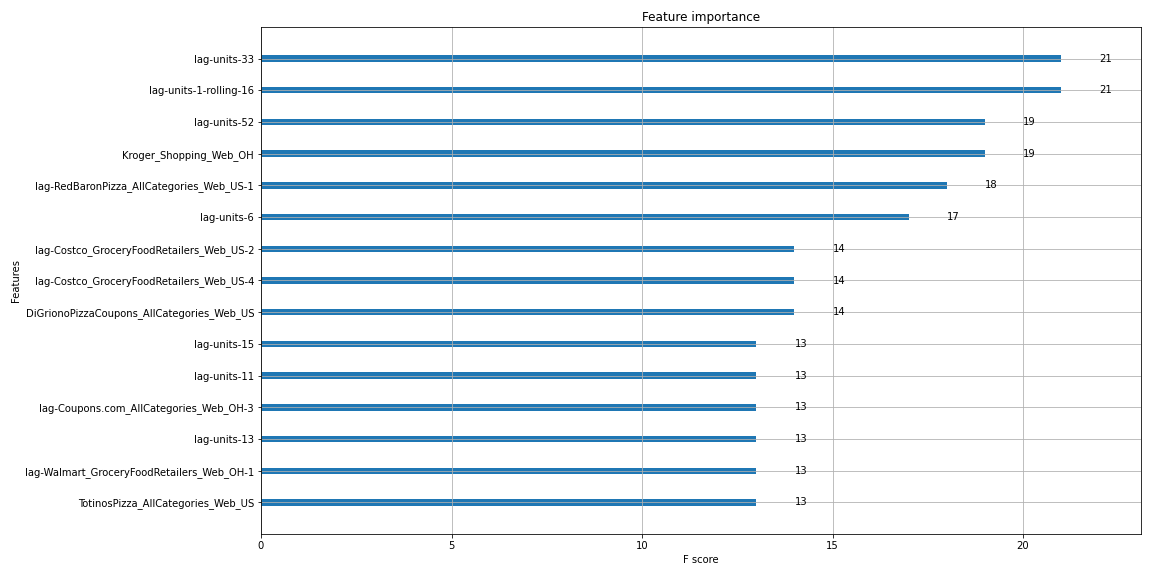 Feature importance
lag-units-33 21
lag-units-1-rolling-16 21
lag-units-52 19
Kroger_Shopping_Web_OH 19
lag-RedBaronPizza_AllCategories_Web_US-1 18
lag-units-6 17
lag-Costco_GroceryFoodRetailers_Web_US-2 14
lag-Costco_GroceryFoodRetailers_Web_US-4 14
DiGrionoPizzaCoupons_AllCategories_Web_US 14
lag-units-15 13
lag-units-11 13
lag-Coupons.com_AllCategories_Web_OH-3 13
lag-units-13 13
lag-Walmart_GroceryFoodRetailers_Web_OH-1 13
TotinosPizza_AllCategories_Web_US 13
Features
0 5 10 15 20
F score